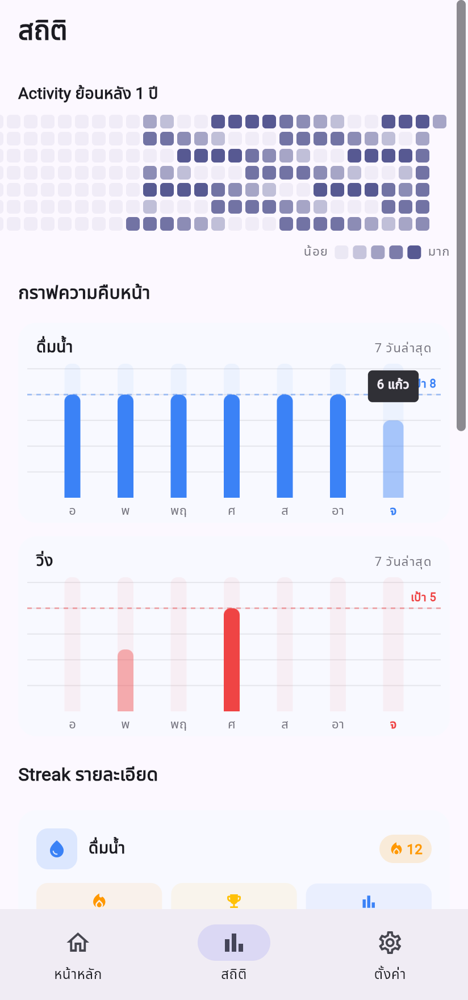 สถิติ
Activity ย้อนหลัง 1 ปี
น้อย มาก
กราฟความคืบหน้า
ดื่มน้ำ 7 วันล่าสุด
6 แก้ว 8
อ พ พฤ ศ ส อา จ
วิ่ง 7 วันล่าสุด
เป้า 5
อ พ พฤ ศ ส อา จ
Streak รายละเอียด
ดื่มน้ำ 12
หน้าหลัก สถิติ ตั้งค่า